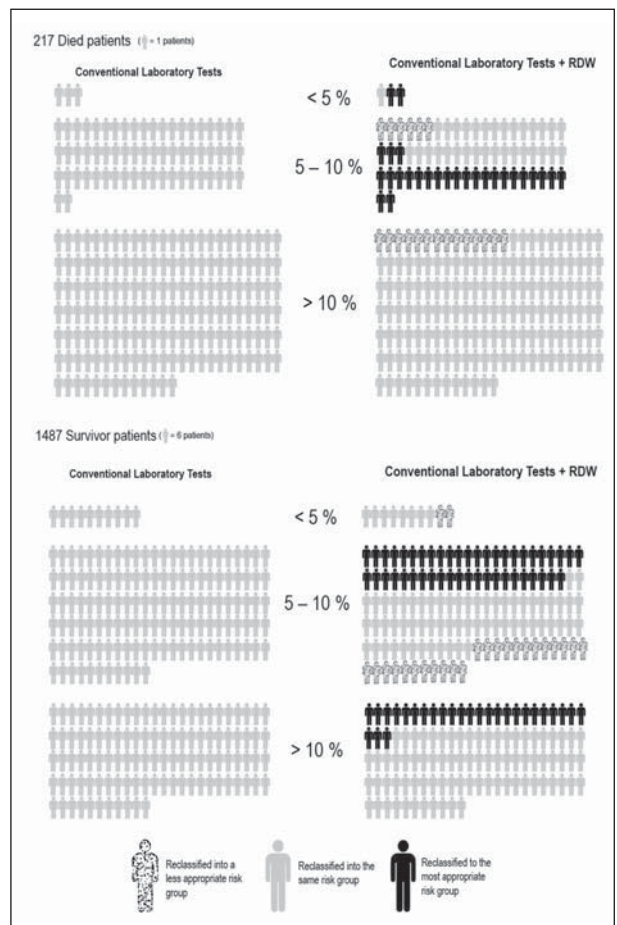 217 Died patients ( = 1 patients)
Conventional Laboratory Tests
Conventional Laboratory Tests + RDW
< 5 %
5 – 10 %
> 10 %
1487 Survivor patients ( = 6 patients)
Conventional Laboratory Tests
Conventional Laboratory Tests + RDW
< 5 %
5 – 10 %
> 10 %
Reclassified into a
less appropriate risk
group
Reclassified into the
same risk group
Reclassified to the
most appropriate
risk group